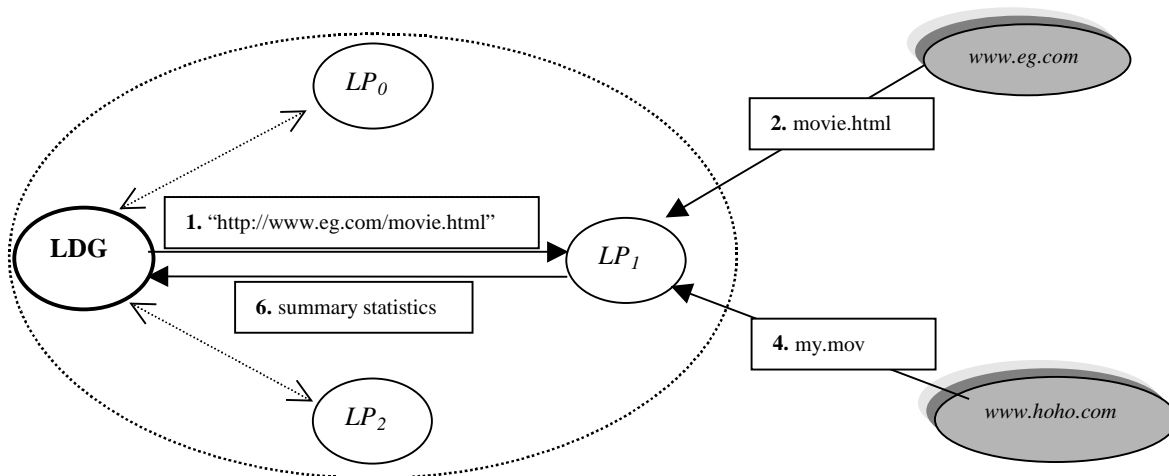 LP0
www.eg.com
2. movie.html
1. “http://www.eg.com/movie.html”
LDG
LP1
6. summary statistics
4. my.mov
LP2
www.hoho.com